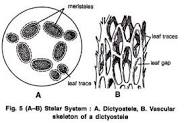 meristeles
leaf traces
leaf gap
leaf trace
A
B
Fig. 5 (A–B) Stelar System : A. Dictyostele, B. Vascular
skeleton of a dictyostele